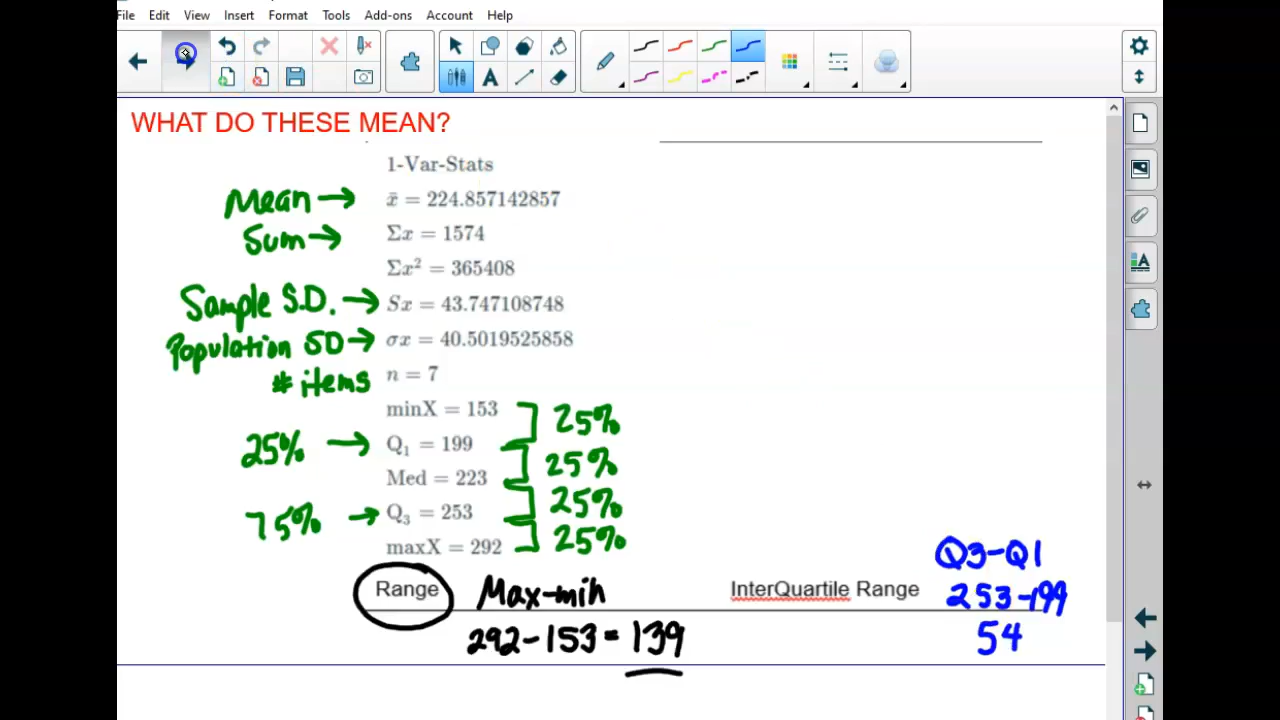 File Edit View Insert Format Tools Add-ons Account Help
WHAT DO THESE MEAN?
1-Var-Stats
Mean → x̄ = 224.857142857
Sum → Σx = 1574
Σx² = 365408
Sample S.D. → Sx = 43.747108748
Population SD → σx = 40.5019525858
# items n = 7
minX = 153
25%
25% → Q₁ = 199
25%
Med = 223
25%
75% → Q₃ = 253
25%
maxX = 292
Range Max-min
292-153 = 139
InterQuartile Range
Q3-Q1
253-199
54